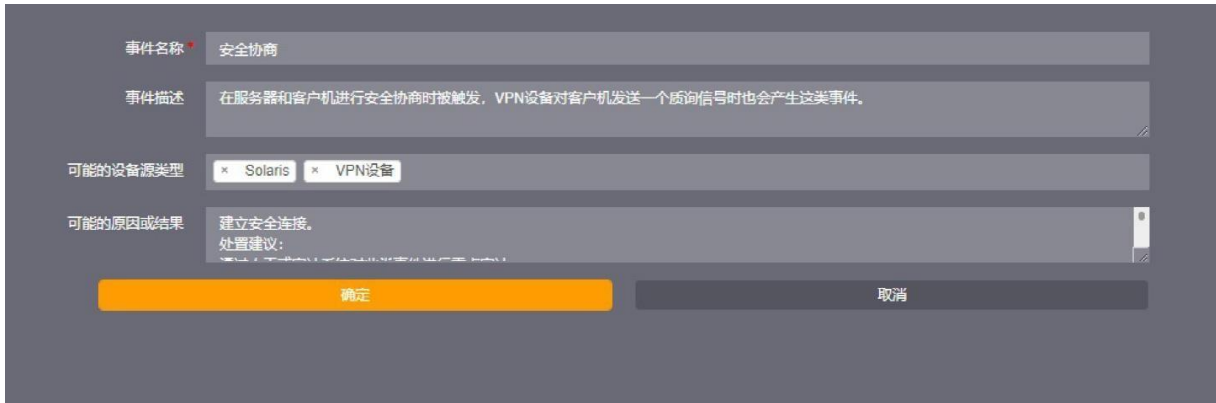 事件名称* 安全协商
事件描述 在服务器和客户机进行安全协商时被触发，VPN设备对客户机发送一个质询信号时也会产生这类事件。
可能的设备源类型 × Solaris × VPN设备
可能的原因或结果 建立安全连接。
处置建议：
确定 取消